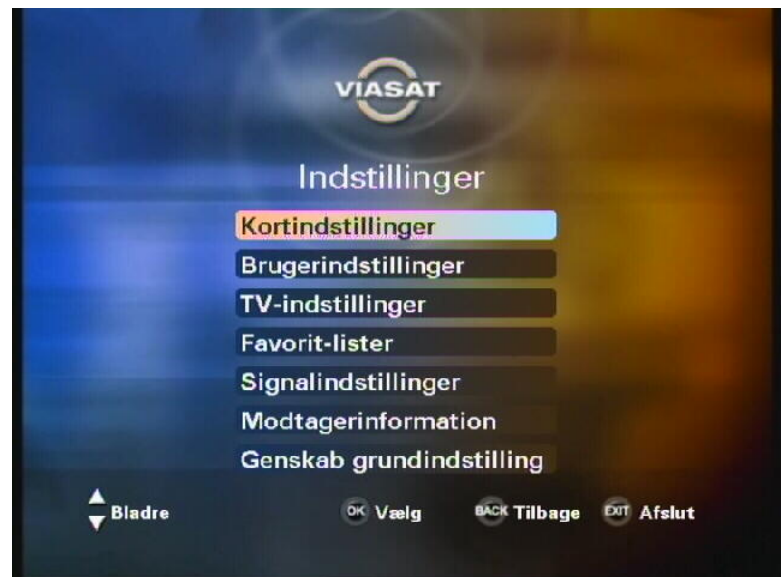 VIASAT
Indstillinger
Kortindstillinger
Brugerindstillinger
TV-indstillinger
Favorit-lister
Signalindstillinger
Modtagerinformation
Genskab grundindstilling
Bladre OK Vælg BACK Tilbage EXIT Afslut